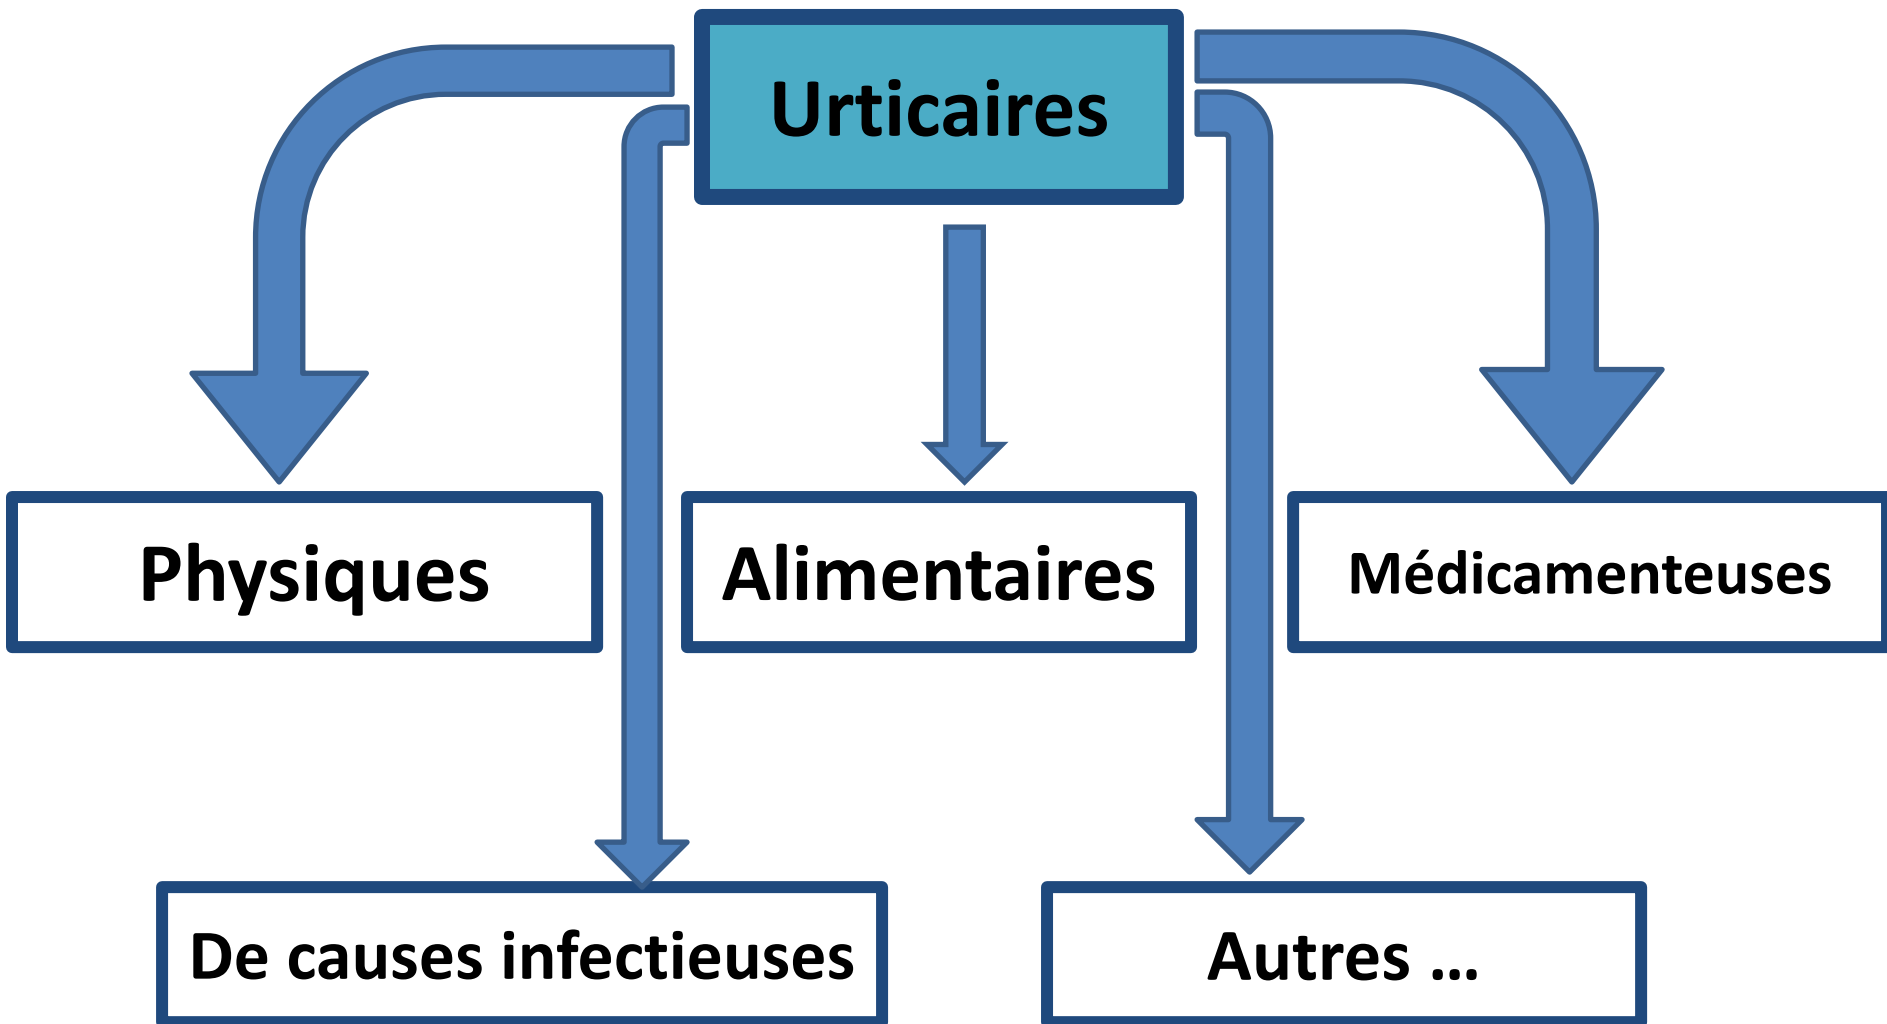 Urticaires
Physiques
Alimentaires
Médicamenteuses
De causes infectieuses
Autres ...